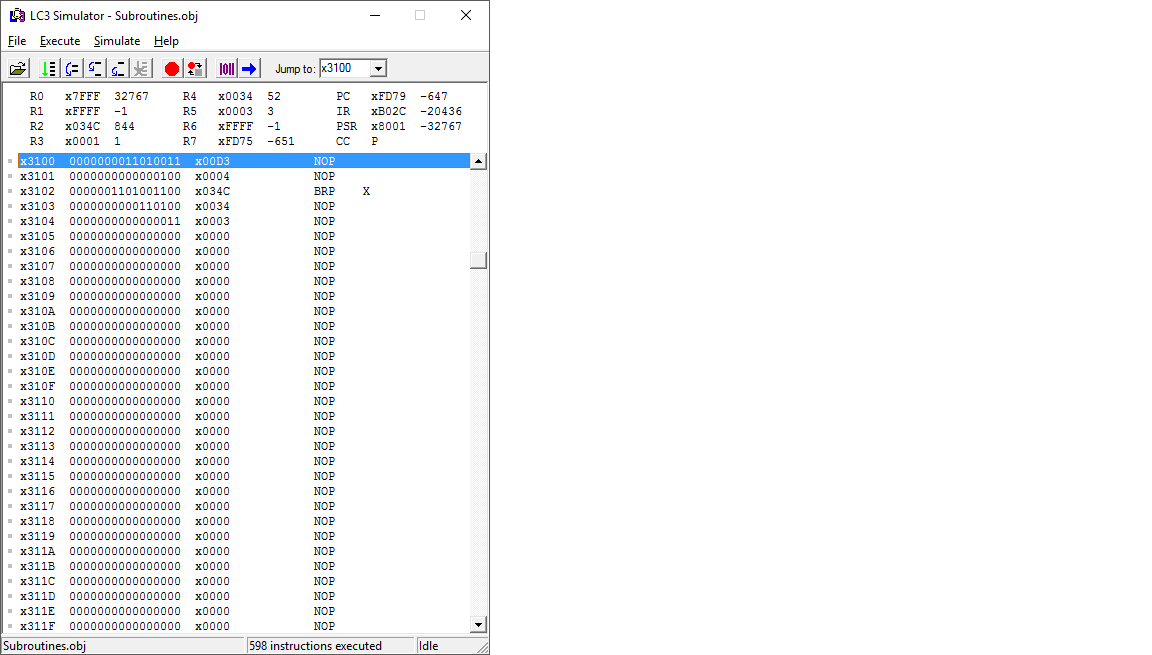 LC3 Simulator - Subroutines.obj
File Execute Simulate Help
Jump to: x3100
R0 x7FFF 32767 R4 x0034 52 PC xFD79 -647
R1 xFFFF -1 R5 x0003 3 IR xB02C -20436
R2 x034C 844 R6 xFFFF -1 PSR x8001 -32767
R3 x0001 1 R7 xFD75 -651 CC P
x3100 0000000011010011 x00D3 NOP
x3101 0000000000000100 x0004 NOP
x3102 0000001101001100 x034C BRP X
x3103 0000000000110100 x0034 NOP
x3104 0000000000000011 x0003 NOP
x3105 0000000000000000 x0000 NOP
x3106 0000000000000000 x0000 NOP
x3107 0000000000000000 x0000 NOP
x3108 0000000000000000 x0000 NOP
x3109 0000000000000000 x0000 NOP
x310A 0000000000000000 x0000 NOP
x310B 0000000000000000 x0000 NOP
x310C 0000000000000000 x0000 NOP
x310D 0000000000000000 x0000 NOP
x310E 0000000000000000 x0000 NOP
x310F 0000000000000000 x0000 NOP
x3110 0000000000000000 x0000 NOP
x3111 0000000000000000 x0000 NOP
x3112 0000000000000000 x0000 NOP
x3113 0000000000000000 x0000 NOP
x3114 0000000000000000 x0000 NOP
x3115 0000000000000000 x0000 NOP
x3116 0000000000000000 x0000 NOP
x3117 0000000000000000 x0000 NOP
x3118 0000000000000000 x0000 NOP
x3119 0000000000000000 x0000 NOP
x311A 0000000000000000 x0000 NOP
x311B 0000000000000000 x0000 NOP
x311C 0000000000000000 x0000 NOP
x311D 0000000000000000 x0000 NOP
x311E 0000000000000000 x0000 NOP
x311F 0000000000000000 x0000 NOP
Subroutines.obj 598 instructions executed Idle